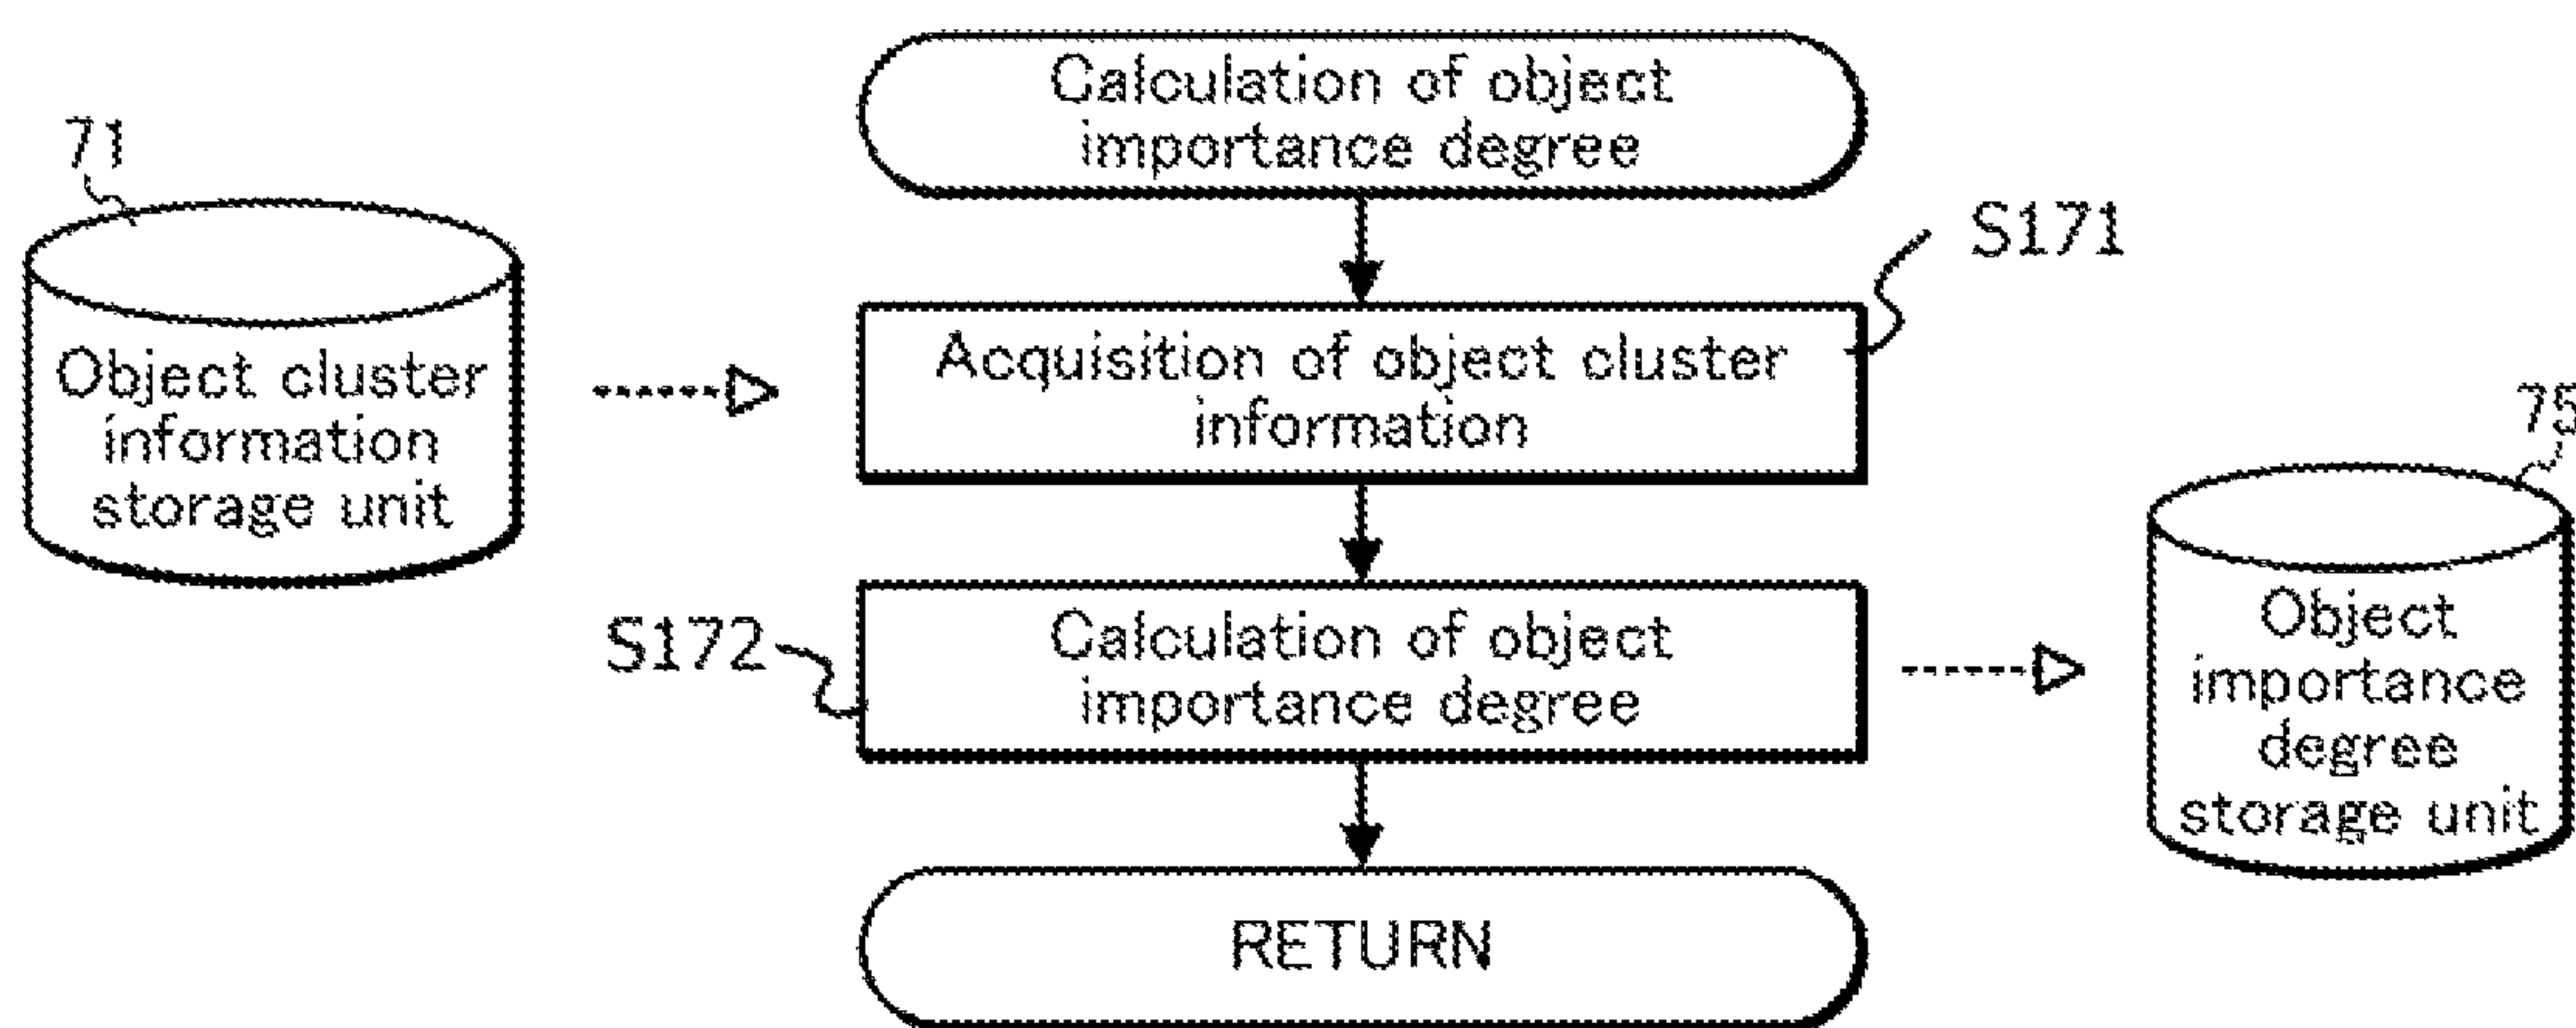 Calculation of object
importance degree
71
Object cluster
information
storage unit
S171
Acquisition of object cluster
information
S172
Calculation of object
importance degree
75
Object
importance
degree
storage unit
RETURN